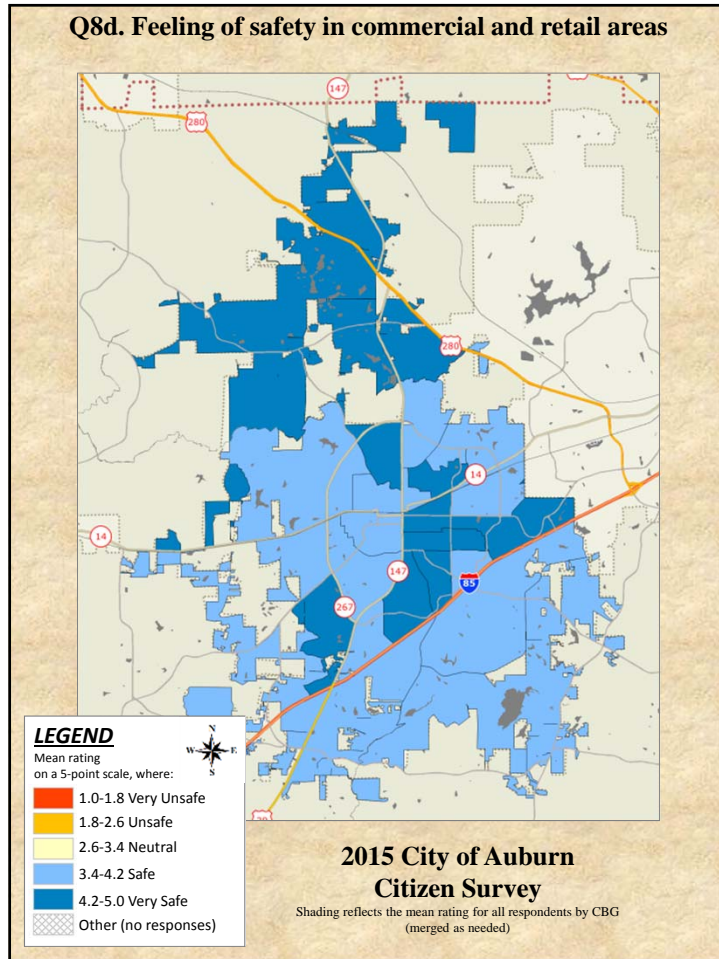 Q8d. Feeling of safety in commercial and retail areas
147
280
280
14
14
147
85
267
LEGEND
Mean rating
on a 5-point scale, where:
N
W E
S
1.0-1.8 Very Unsafe
1.8-2.6 Unsafe
2.6-3.4 Neutral
3.4-4.2 Safe
4.2-5.0 Very Safe
Other (no responses)
2015 City of Auburn
Citizen Survey
Shading reflects the mean rating for all respondents by CBG
(merged as needed)